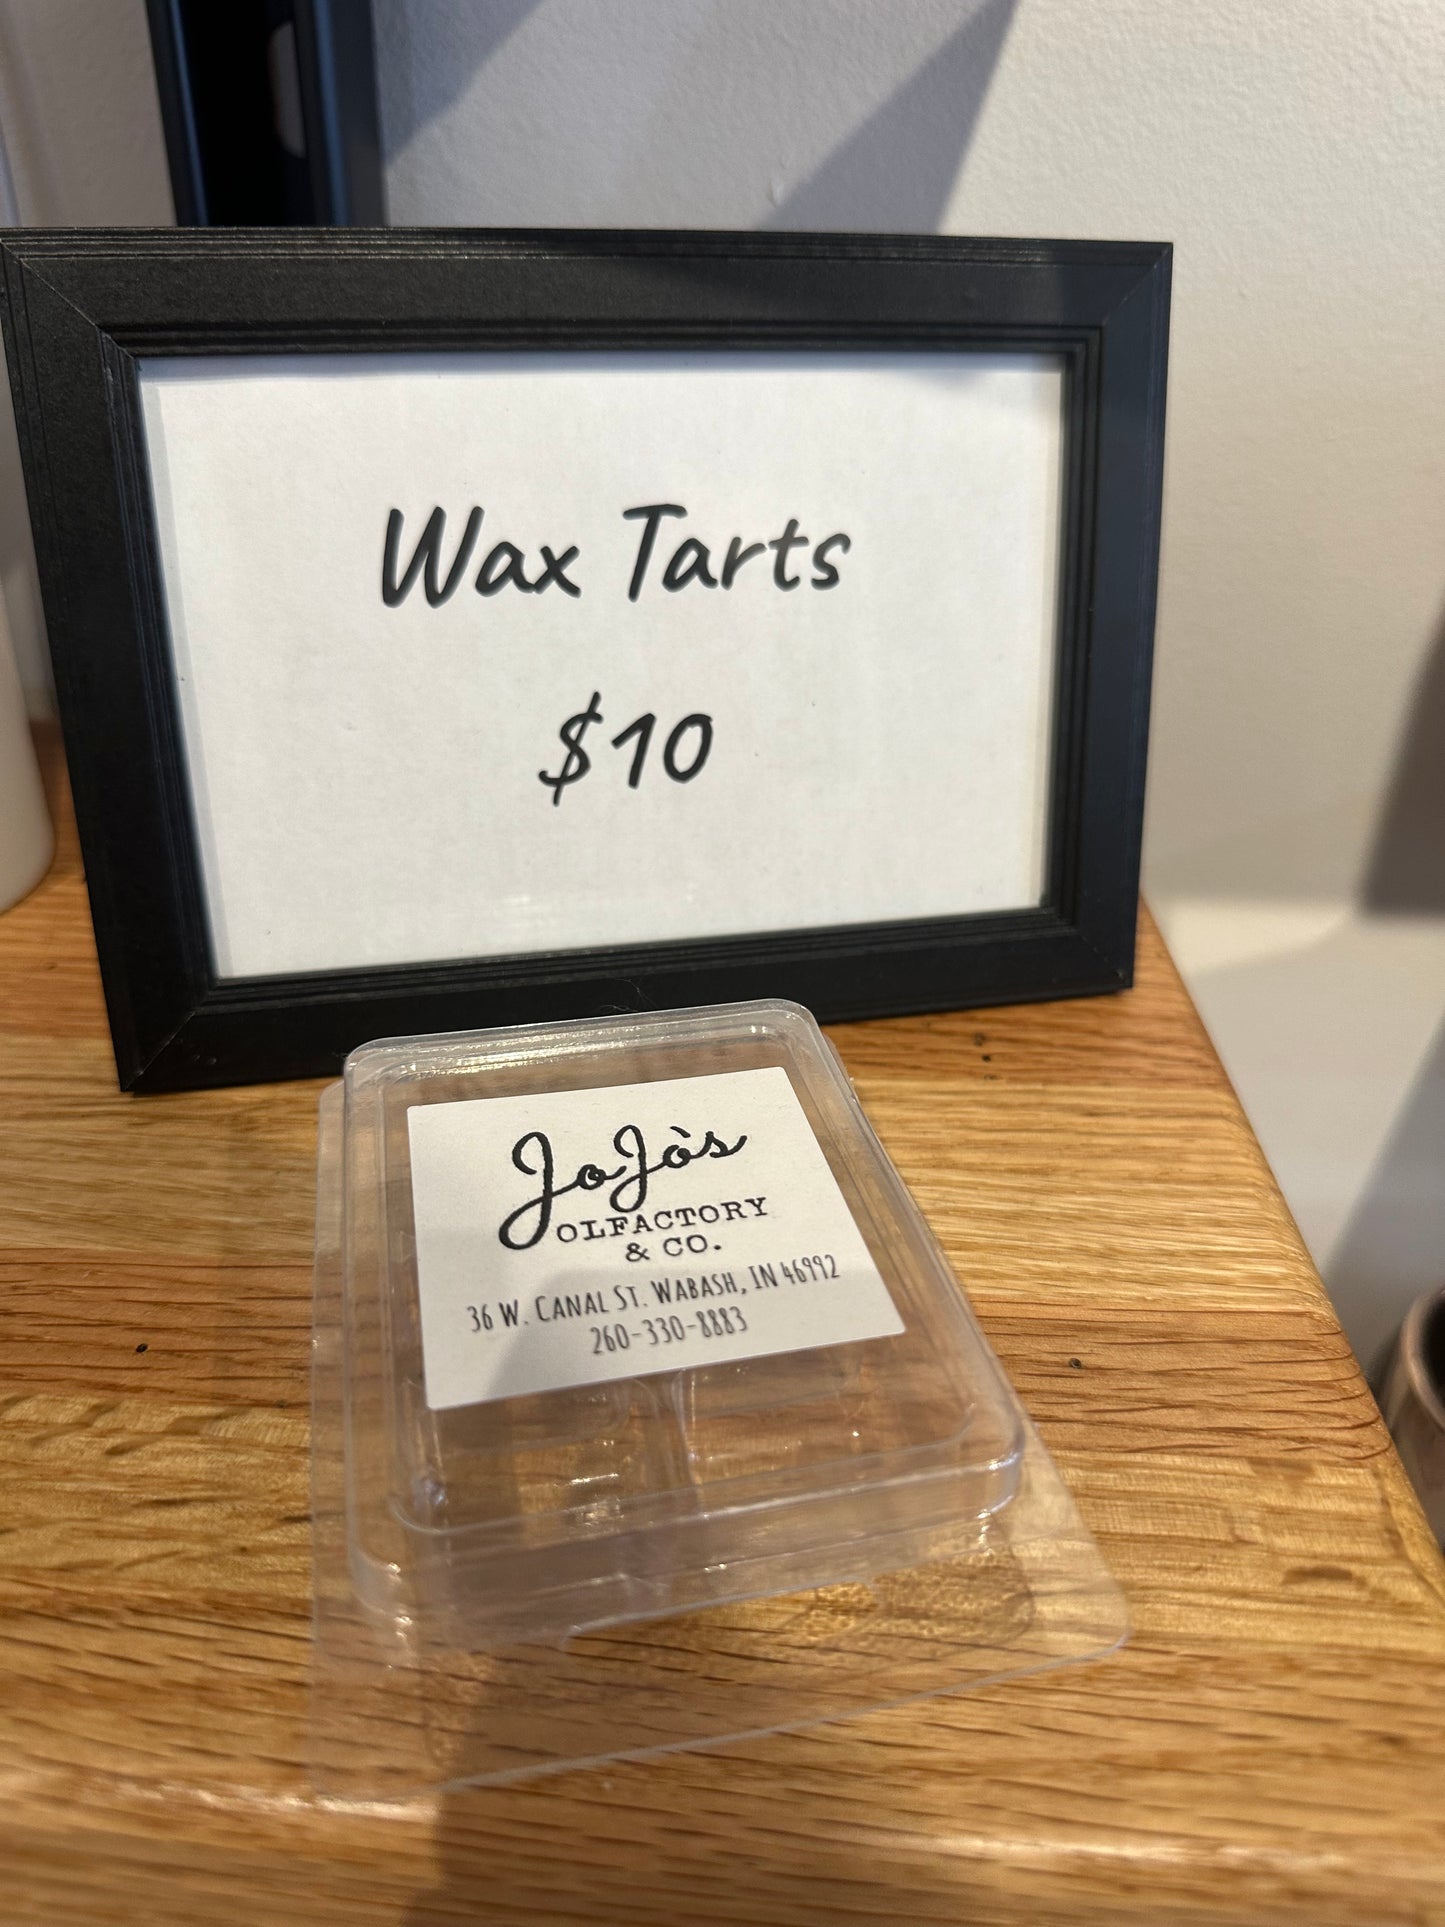 Wax Tarts
$10
JoJo's
OLFACTORY
& CO.
36 W. CANAL ST. WABASH, IN 46992
260-330-8883